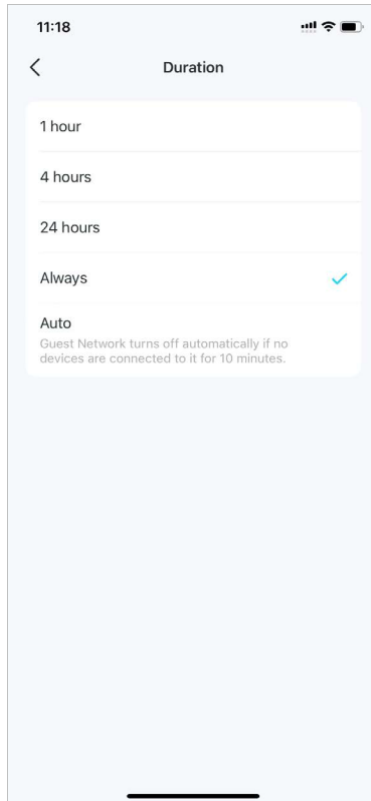 11:18
Duration
1 hour
4 hours
24 hours
Always
Auto
Guest Network turns off automatically if no
devices are connected to it for 10 minutes.